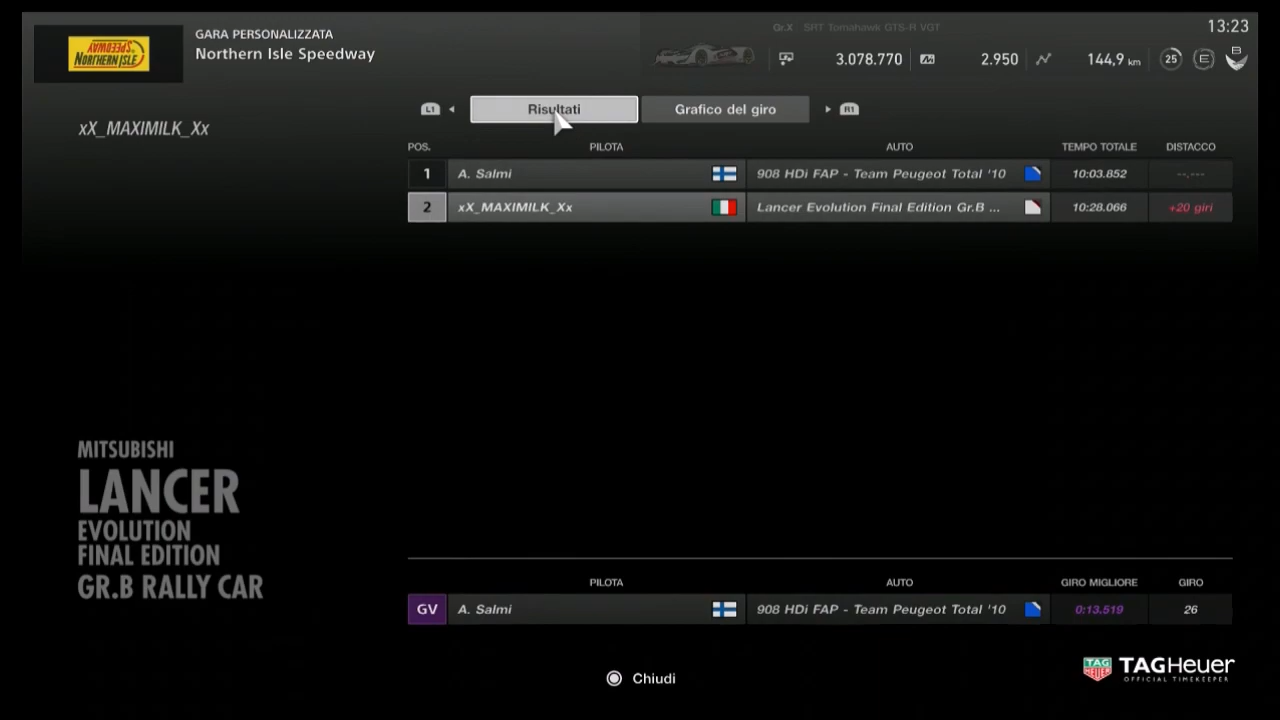 GARA PERSONALIZZATA
Northern Isle Speedway
NORTHERN ISLE
SPEEDWAY
Gr.X SRT Tomahawk GTS-R VGT
13:23
3.078.770
2.950
144,9 km
25
E
B
xX_MAXIMILK_Xx
L1 Risultati Grafico del giro R1
POS. PILOTA AUTO TEMPO TOTALE DISTACCO
1 A. Salmi 908 HDi FAP - Team Peugeot Total '10 10:03.852 --.---
2 xX_MAXIMILK_Xx Lancer Evolution Final Edition Gr.B ... 10:28.066 +20 giri
MITSUBISHI
LANCER
EVOLUTION
FINAL EDITION
GR.B RALLY CAR
PILOTA AUTO GIRO MIGLIORE GIRO
GV A. Salmi 908 HDi FAP - Team Peugeot Total '10 0:13.519 26
Chiudi
TAG HEUER TAGHeuer
OFFICIAL TIMEKEEPER